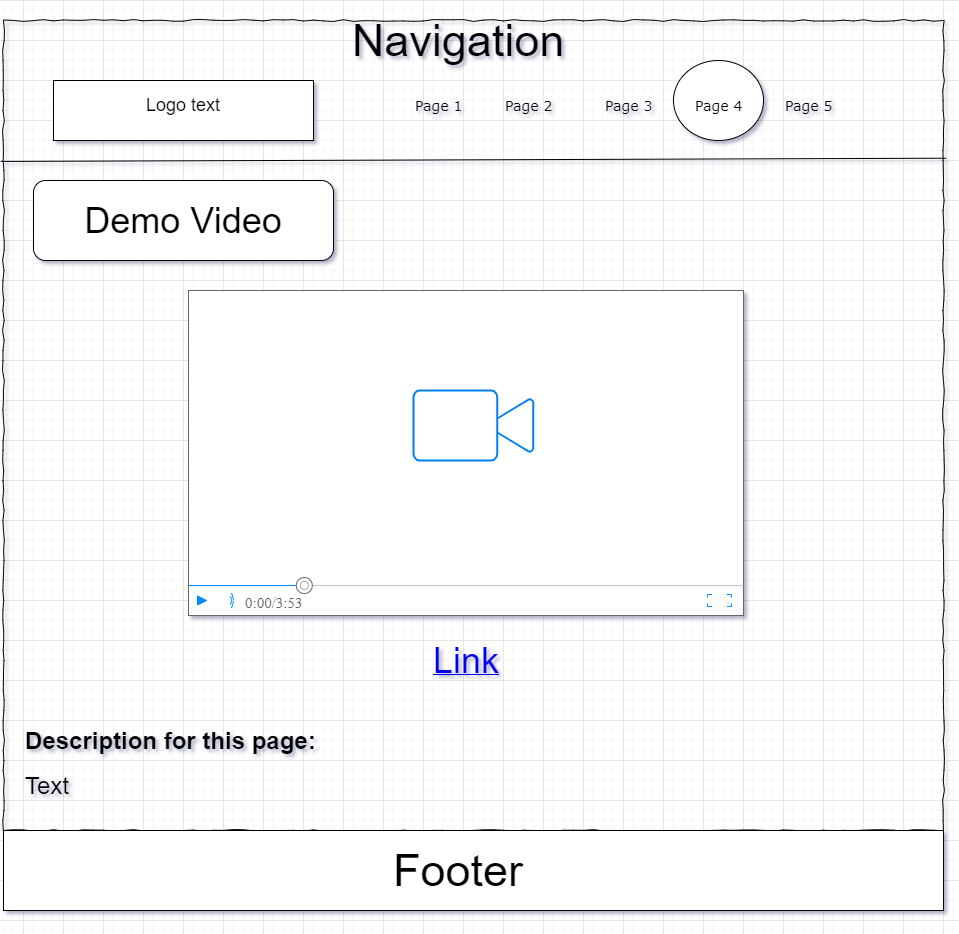 Navigation
Logo text
Page 1 Page 2 Page 3 Page 4 Page 5
Demo Video
0:00/3:53
Link
Description for this page:
Text
Footer